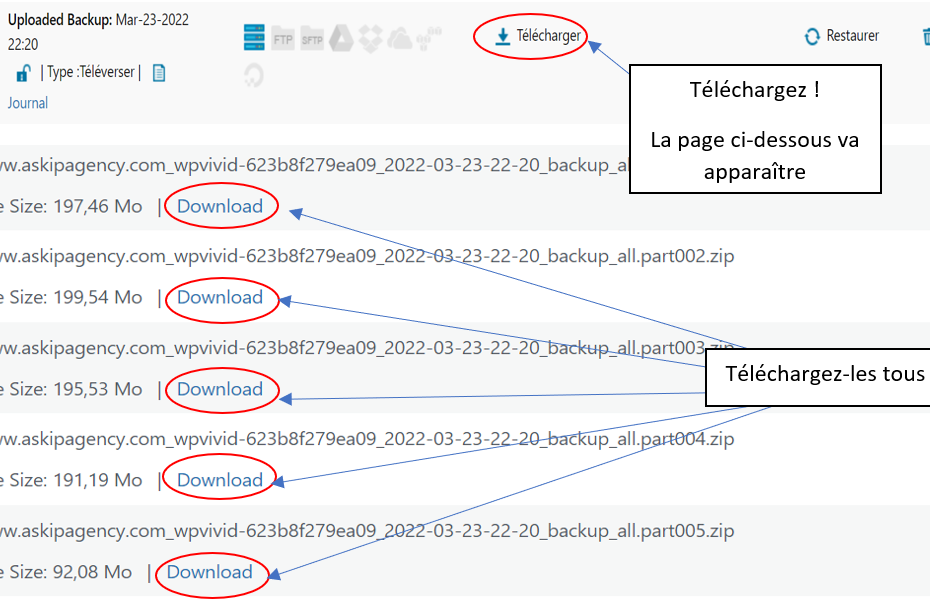 Uploaded Backup: Mar-23-2022
22:20
FTP
SFTP
Télécharger
Restaurer
| Type :Téléverser |
Journal
Téléchargez !
La page ci-dessous va
apparaître
w.askipagency.com_wpvivid-623b8f279ea09_2022-03-23-22-20_backup_al
e Size: 197,46 Mo | Download
w.askipagency.com_wpvivid-623b8f279ea09_2022-03-23-22-20_backup_all.part002.zip
e Size: 199,54 Mo | Download
w.askipagency.com_wpvivid-623b8f279ea09_2022-03-23-22-20_backup_all.part003.zip
e Size: 195,53 Mo | Download
Téléchargez-les tous
w.askipagency.com_wpvivid-623b8f279ea09_2022-03-23-22-20_backup_all.part004.zip
e Size: 191,19 Mo | Download
w.askipagency.com_wpvivid-623b8f279ea09_2022-03-23-22-20_backup_all.part005.zip
e Size: 92,08 Mo | Download